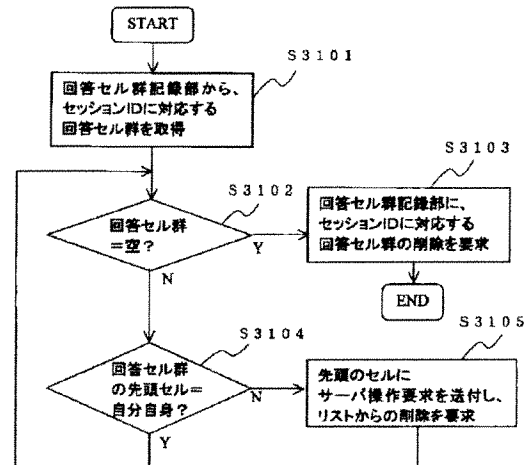 START
S3101
回答セル群記録部から、
セッションIDに対応する
回答セル群を取得
S3102
回答セル群
=空?
Y
N
S3103
回答セル群記録部に、
セッションIDに対応する
回答セル群の削除を要求
END
S3104
回答セル群
の先頭セル=
自分自身?
N
Y
S3105
先頭のセルに
サーバ操作要求を送付し、
リストからの削除を要求